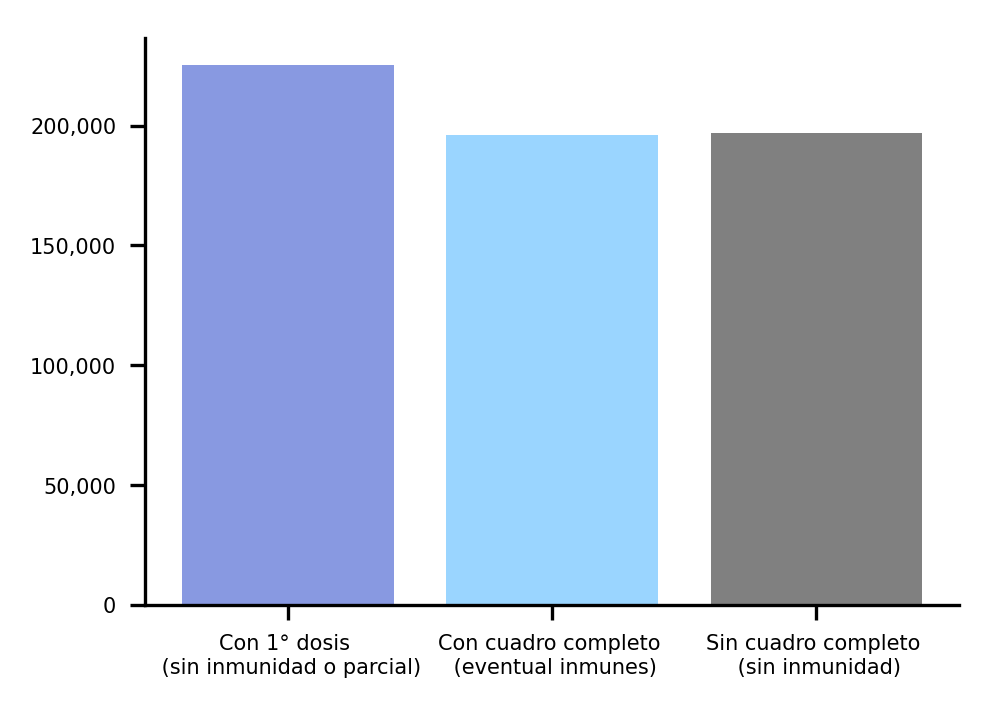 200,000
150,000
100,000
50,000
0
Con 1° dosis
(sin inmunidad o parcial)
Con cuadro completo
(eventual inmunes)
Sin cuadro completo
(sin inmunidad)